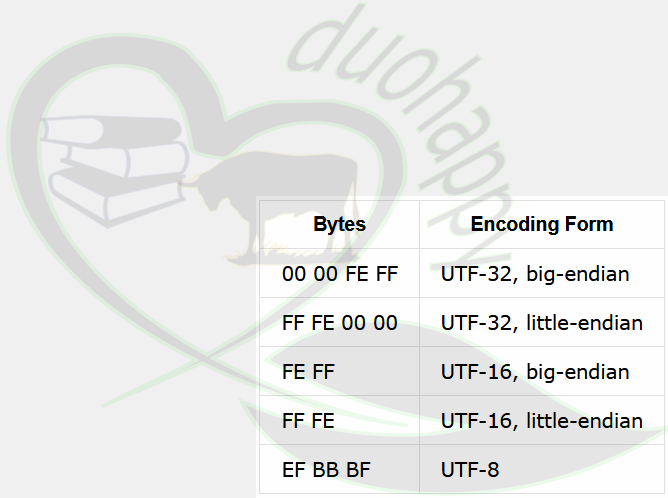 duohappy
Bytes Encoding Form
00 00 FE FF UTF-32, big-endian
FF FE 00 00 UTF-32, little-endian
FE FF UTF-16, big-endian
FF FE UTF-16, little-endian
EF BB BF UTF-8